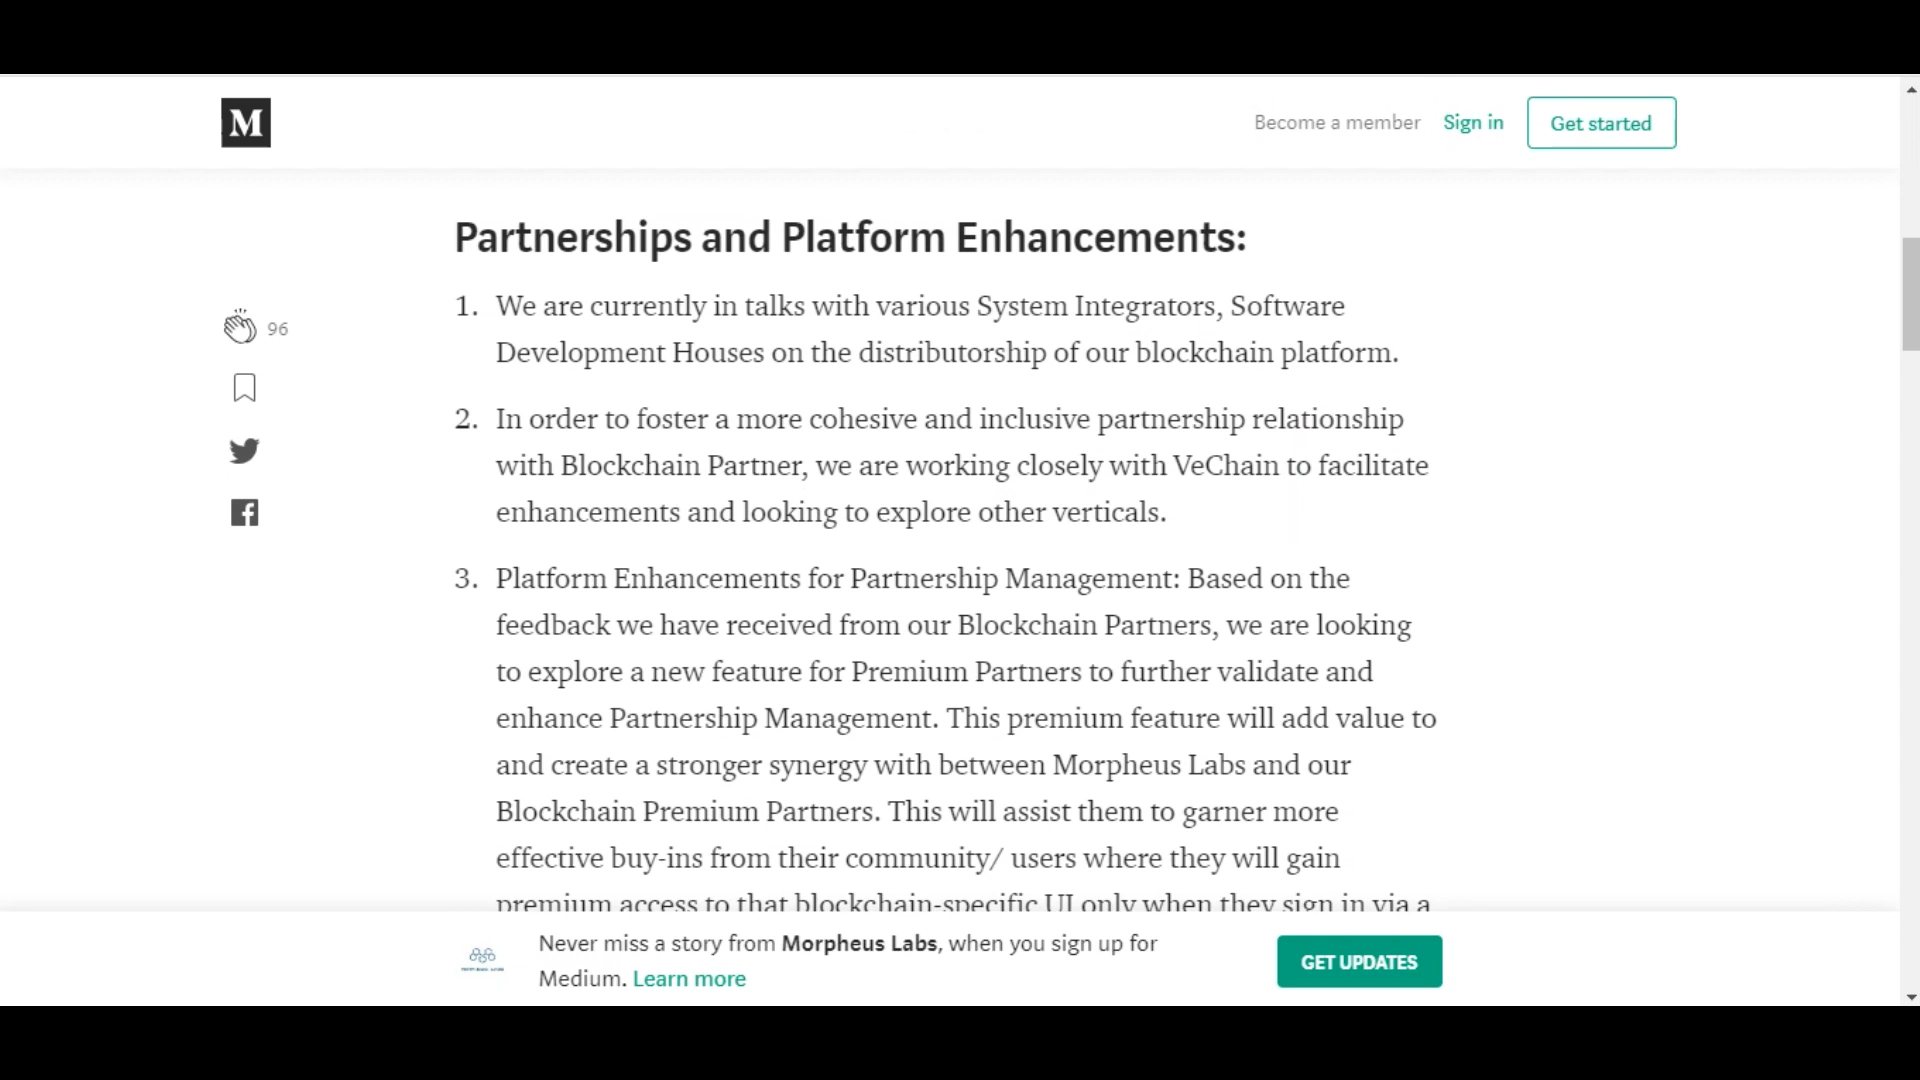 M
Become a member Sign in Get started
Partnerships and Platform Enhancements:
96
1. We are currently in talks with various System Integrators, Software
Development Houses on the distributorship of our blockchain platform.
2. In order to foster a more cohesive and inclusive partnership relationship
with Blockchain Partner, we are working closely with VeChain to facilitate
enhancements and looking to explore other verticals.
3. Platform Enhancements for Partnership Management: Based on the
feedback we have received from our Blockchain Partners, we are looking
to explore a new feature for Premium Partners to further validate and
enhance Partnership Management. This premium feature will add value to
and create a stronger synergy with between Morpheus Labs and our
Blockchain Premium Partners. This will assist them to garner more
effective buy-ins from their community/ users where they will gain
premium access to that blockchain-specific UI only when they sign in via a
Never miss a story from Morpheus Labs, when you sign up for
Medium. Learn more
GET UPDATES